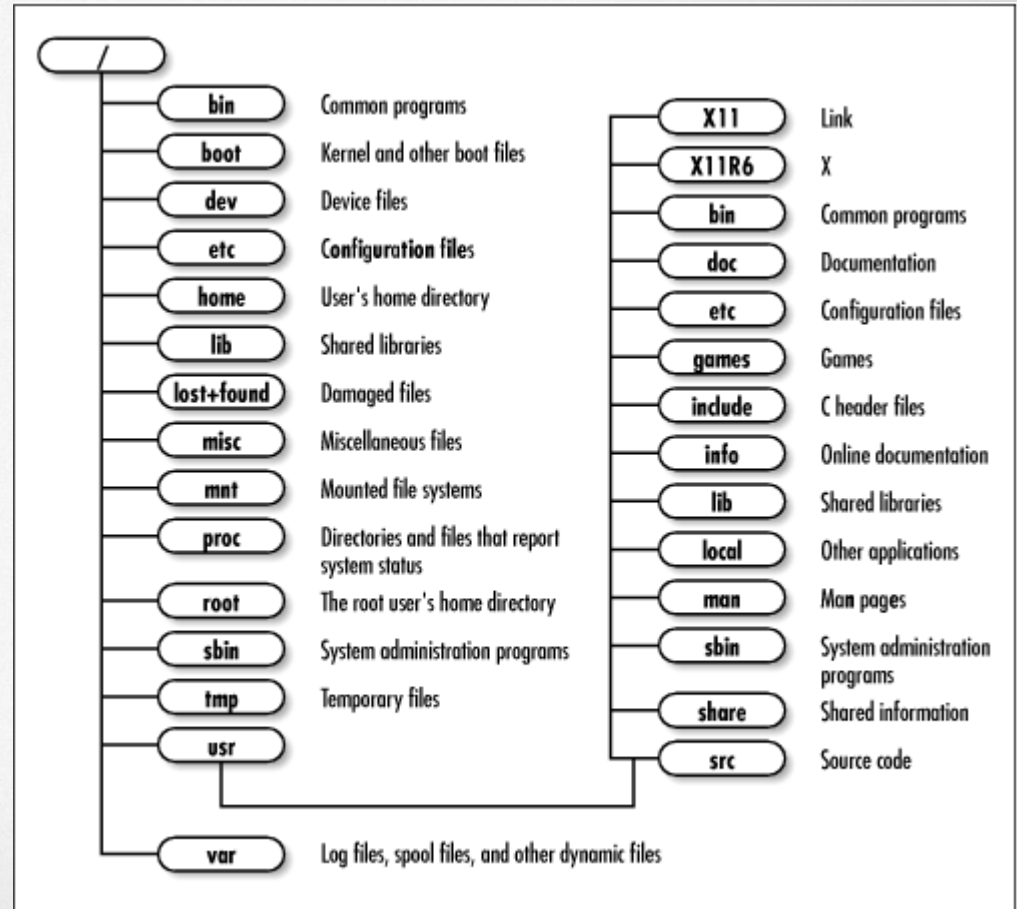 /
bin Common programs
boot Kernel and other boot files
dev Device files
etc Configuration files
home User's home directory
lib Shared libraries
lost+found Damaged files
misc Miscellaneous files
mnt Mounted file systems
proc Directories and files that report
system status
root The root user's home directory
sbin System administration programs
tmp Temporary files
usr
var Log files, spool files, and other dynamic files
X11 Link
X11R6 X
bin Common programs
doc Documentation
etc Configuration files
games Games
include C header files
info Online documentation
lib Shared libraries
local Other applications
man Man pages
sbin System administration
programs
share Shared information
src Source code